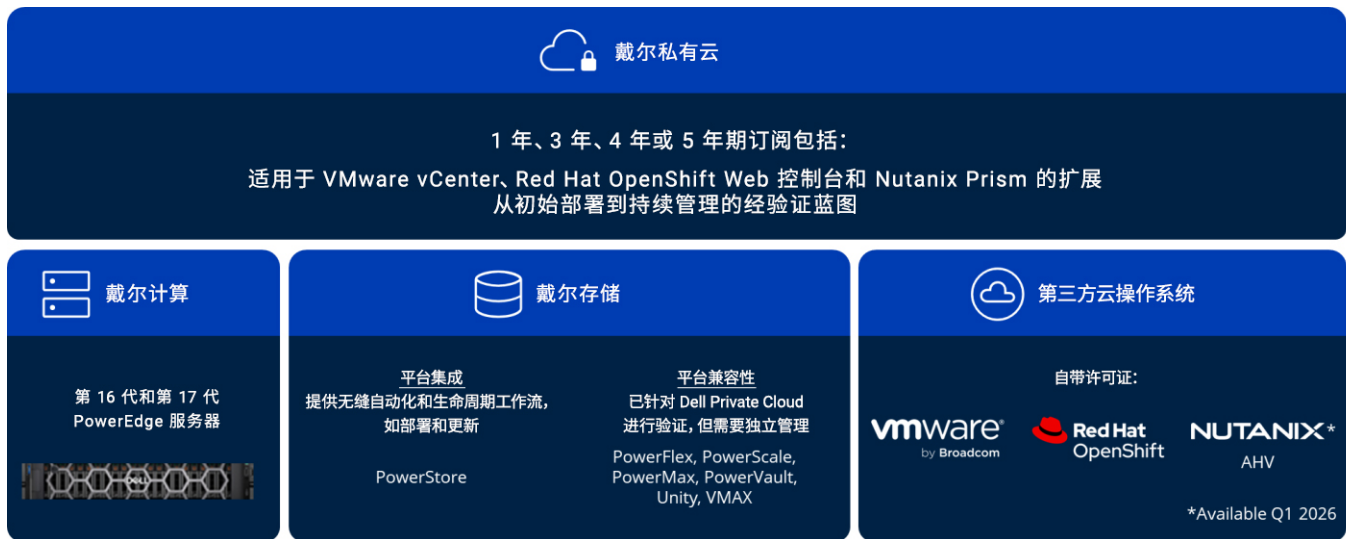 戴尔私有云
1 年、3 年、4 年或 5 年期订阅包括：
适用于 VMware vCenter、Red Hat OpenShift Web 控制台和 Nutanix Prism 的扩展
从初始部署到持续管理的经验证蓝图
戴尔计算
第 16 代和第 17 代
PowerEdge 服务器
DELL
戴尔存储
平台集成
提供无缝自动化和生命周期工作流，
如部署和更新
PowerStore
平台兼容性
已针对 Dell Private Cloud
进行验证，但需要独立管理
PowerFlex, PowerScale,
PowerMax, PowerVault,
Unity, VMAX
第三方云操作系统
自带许可证：
vmware®
by Broadcom
Red Hat
OpenShift
NUTANIX*
AHV
*Available Q1 2026